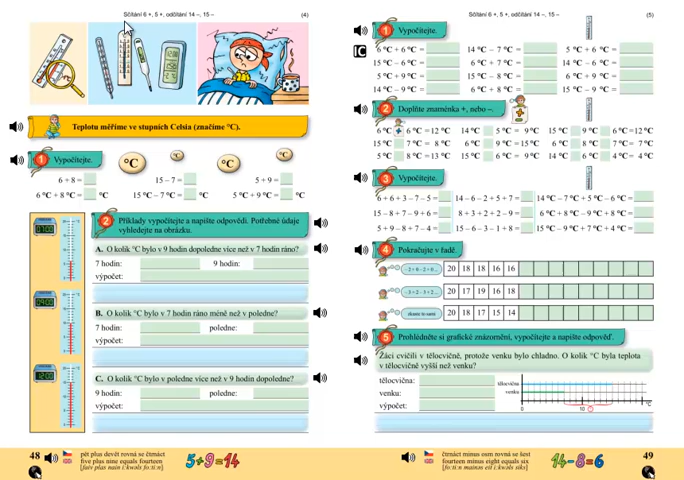 Sčítání 6 +, 5 +, odčítání 14 –, 15 –
(4)
Teplotu měříme ve stupních Celsia (značíme °C).
1 Vypočítejte.
°C °C °C °C
6 + 8 =
15 – 7 =
5 + 9 =
6 °C + 8 °C = °C
15 °C – 7 °C = °C
5 °C + 9 °C = °C
2 Příklady vypočítejte a napište odpovědi. Potřebné údaje
vyhledejte na obrázku.
A. O kolik °C bylo v 9 hodin dopoledne více než v 7 hodin ráno?
7 hodin:
9 hodin:
výpočet:
B. O kolik °C bylo v 7 hodin ráno méně než v poledne?
7 hodin:
poledne:
výpočet:
C. O kolik °C bylo v poledne více než v 9 hodin dopoledne?
9 hodin:
poledne:
výpočet:
48
pět plus devět rovná se čtrnáct
five plus nine equals fourteen
5+9=14
Sčítání 6 +, 5 +, odčítání 14 –, 15 –
(5)
1 Vypočítejte.
6 °C + 6 °C =
14 °C – 7 °C =
5 °C + 6 °C =
15 °C – 6 °C =
6 °C + 7 °C =
14 °C – 6 °C =
5 °C + 9 °C =
15 °C – 8 °C =
6 °C + 9 °C =
14 °C – 9 °C =
6 °C + 8 °C =
15 °C – 9 °C =
2 Doplňte znaménka +, nebo –.
6 °C + 6 °C = 12 °C
14 °C 5 °C = 9 °C
15 °C 9 °C 6 °C = 12 °C
15 °C 7 °C = 8 °C
6 °C 9 °C = 15 °C
6 °C 8 °C 7 °C = 7 °C
5 °C 8 °C = 13 °C
15 °C 6 °C = 9 °C
14 °C 6 °C 4 °C = 4 °C
3 Vypočítejte.
6 + 6 + 3 – 7 – 5 =
14 – 6 – 2 + 5 + 7 =
14 °C – 7 °C + 5 °C – 6 °C =
15 – 8 + 7 – 9 + 6 =
8 + 3 + 2 + 2 – 9 =
6 °C + 8 °C – 9 °C + 8 °C =
5 + 9 – 8 + 7 – 4 =
15 – 6 – 3 – 1 + 8 =
15 °C – 9 °C + 7 °C + 4 °C =
4 Pokračujte v řadě.
20 18 18 16 16
20 17 19 16 18
20 18 17 15 14
5 Prohlédněte si grafické znázornění, vypočítejte a napište odpověď.
Žáci cvičili v tělocvičně, protože venku bylo chladno. O kolik °C byla teplota
v tělocvičně vyšší než venku?
tělocvična:
venku:
výpočet:
tělocvična
venku
0 10 °C
čtrnáct minus osm rovná se šest
fourteen minus eight equals six
14-8=6
49